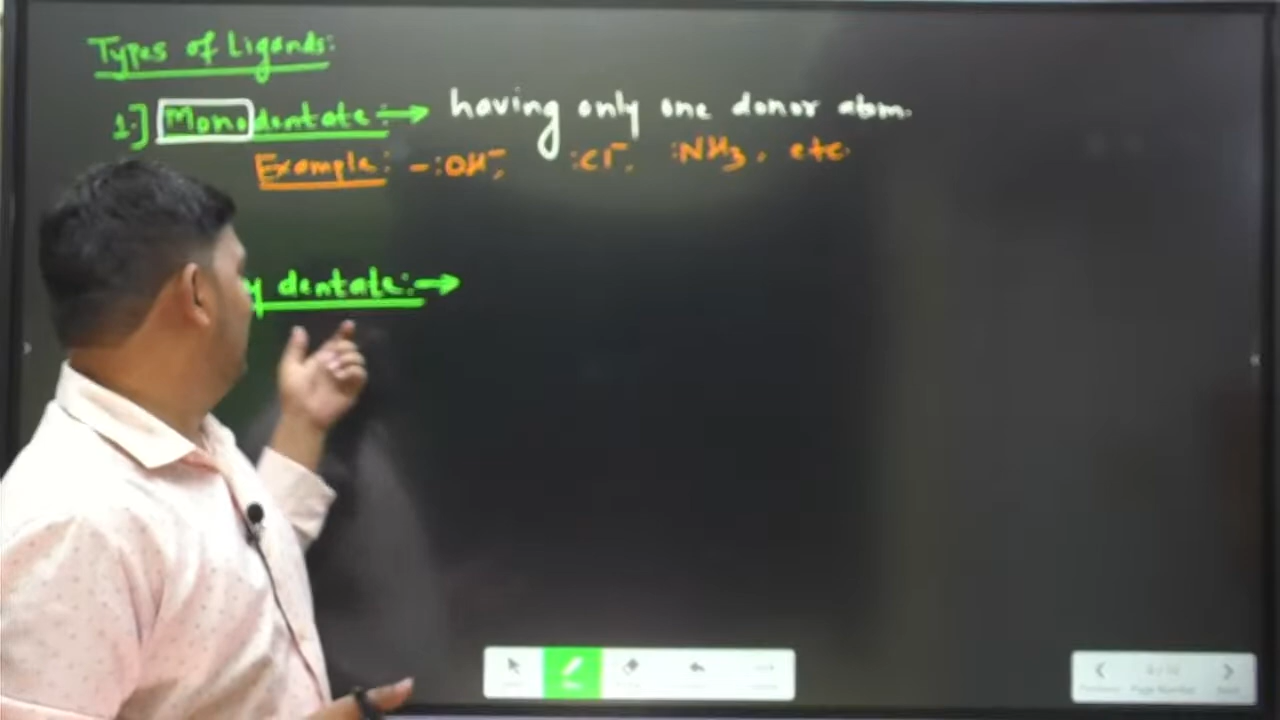 Types of Ligands:
1.] Monodentate:→ having only one donor atom.
Example: - :OH⁻, :Cl⁻, :NH₃, etc.
y dentate:→